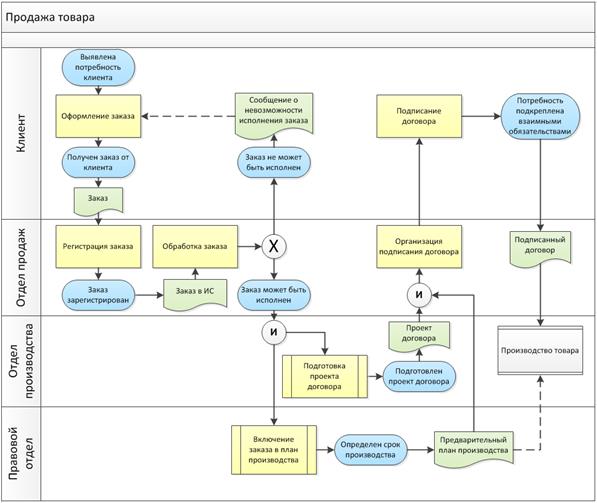 Продажа товара
Клиент
Выявлена
потребность
клиента
Оформление заказа
Получен заказ от
клиента
Заказ
Сообщение о
невозможности
исполнения заказа
Заказ не может
быть исполнен
Подписание
договора
Потребность
подкреплена
взаимными
обязательствами
Отдел продаж
Регистрация заказа
Заказ
зарегистрирован
Обработка заказа
Заказ в ИС
X
Заказ может быть
исполнен
Организация
подписания договора
и
Подписанный
договор
Отдел
производства
и
Подготовка
проекта
договора
Проект
договора
Подготовлен
проект договора
Производство товара
Правовой
отдел
Включение
заказа в план
производства
Определен срок
производства
Предварительный
план производства